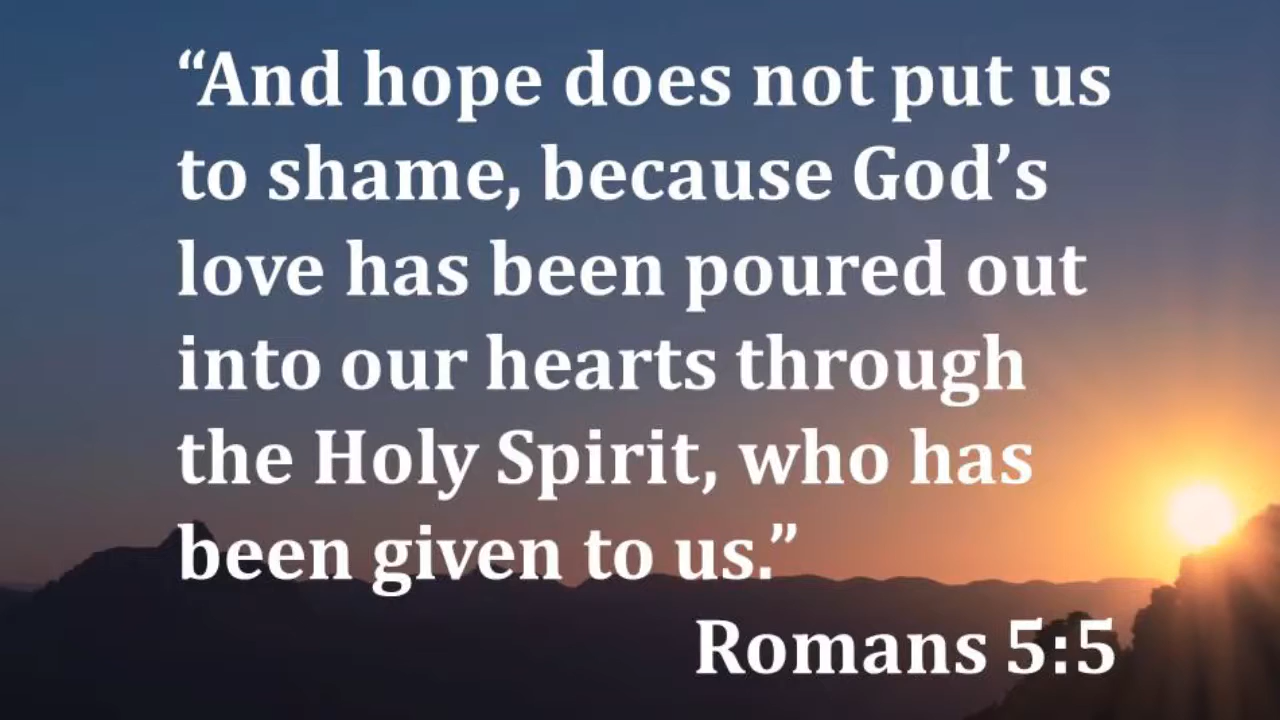 “And hope does not put us
to shame, because God’s
love has been poured out
into our hearts through
the Holy Spirit, who has
been given to us.”
Romans 5:5